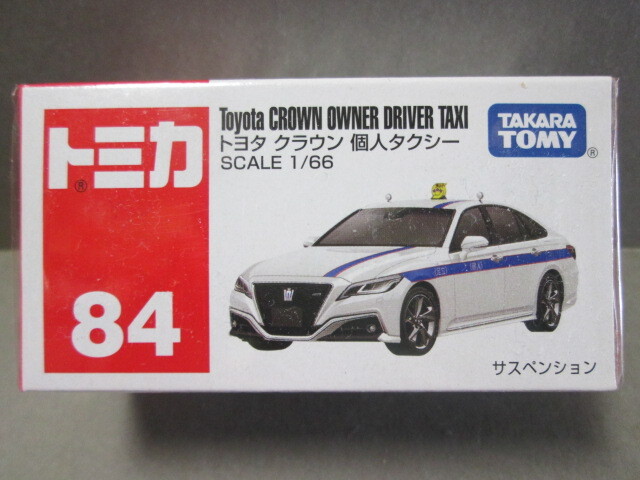 トミカ
®
84
Toyota CROWN OWNER DRIVER TAXI
トヨタ クラウン 個人タクシー
SCALE 1/66
TAKARA
TOMY
®
サスペンション